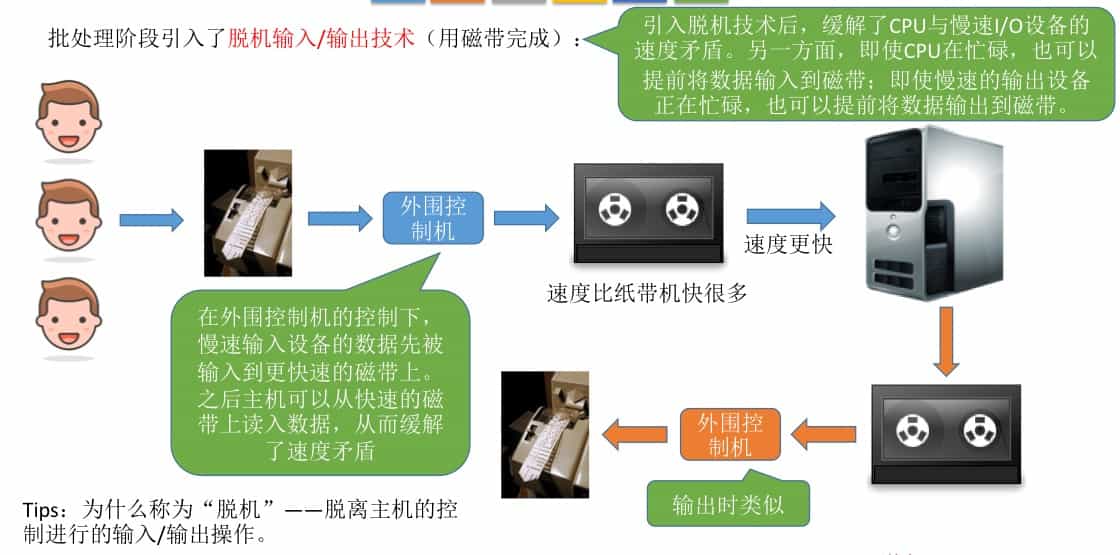 批处理阶段引入了脱机输入/输出技术（用磁带完成）：
引入脱机技术后，缓解了CPU与慢速I/O设备的
速度矛盾。另一方面，即使CPU在忙碌，也可以
提前将数据输入到磁带；即使慢速的输出设备
正在忙碌，也可以提前将数据输出到磁带。
外围控
制机
速度更快
速度比纸带机快很多
在外围控制机的控制下，
慢速输入设备的数据先被
输入到更快速的磁带上。
之后主机可以从快速的磁
带上读入数据，从而缓解
了速度矛盾
外围控
制机
输出时类似
Tips：为什么称为“脱机”——脱离主机的控
制进行的输入/输出操作。